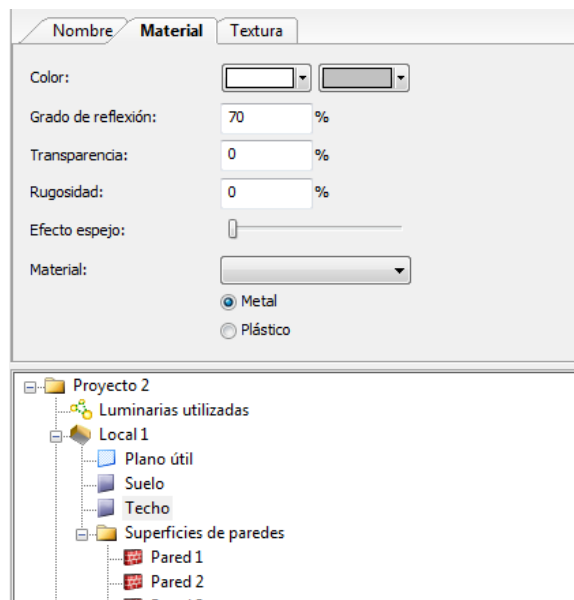 Nombre Material Textura
Color:
Grado de reflexión: 70 %
Transparencia: 0 %
Rugosidad: 0 %
Efecto espejo:
Material:
Metal
Plástico
Proyecto 2
Luminarias utilizadas
Local 1
Plano útil
Suelo
Techo
Superficies de paredes
Pared 1
Pared 2